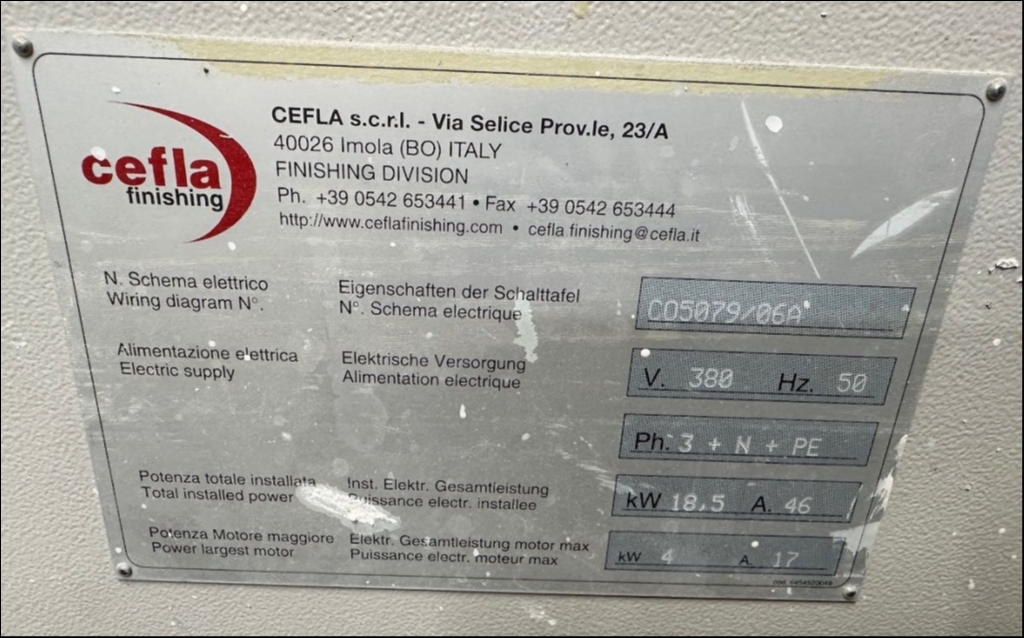 cefla
finishing
CEFLA s.c.r.l. - Via Selice Prov.le, 23/A
40026 Imola (BO) ITALY
FINISHING DIVISION
Ph. +39 0542 653441 • Fax +39 0542 653444
http://www.ceflafinishing.com • cefla finishing@cefla.it
N. Schema elettrico
Wiring diagram N°.
Eigenschaften der Schalttafel
N°. Schema electrique
CO5079/06A
Alimentazione elettrica
Electric supply
Elektrische Versorgung
Alimentation electrique
V. 380 Hz. 50
Ph. 3 + N + PE
Potenza totale installata
Total installed power
Inst. Elektr. Gesamtleistung
Puissance electr. installee
kW 18,5 A. 46
Potenza Motore maggiore
Power largest motor
Elektr. Gesamtleistung motor max
Puissance electr. moteur max
kW 4 A. 17